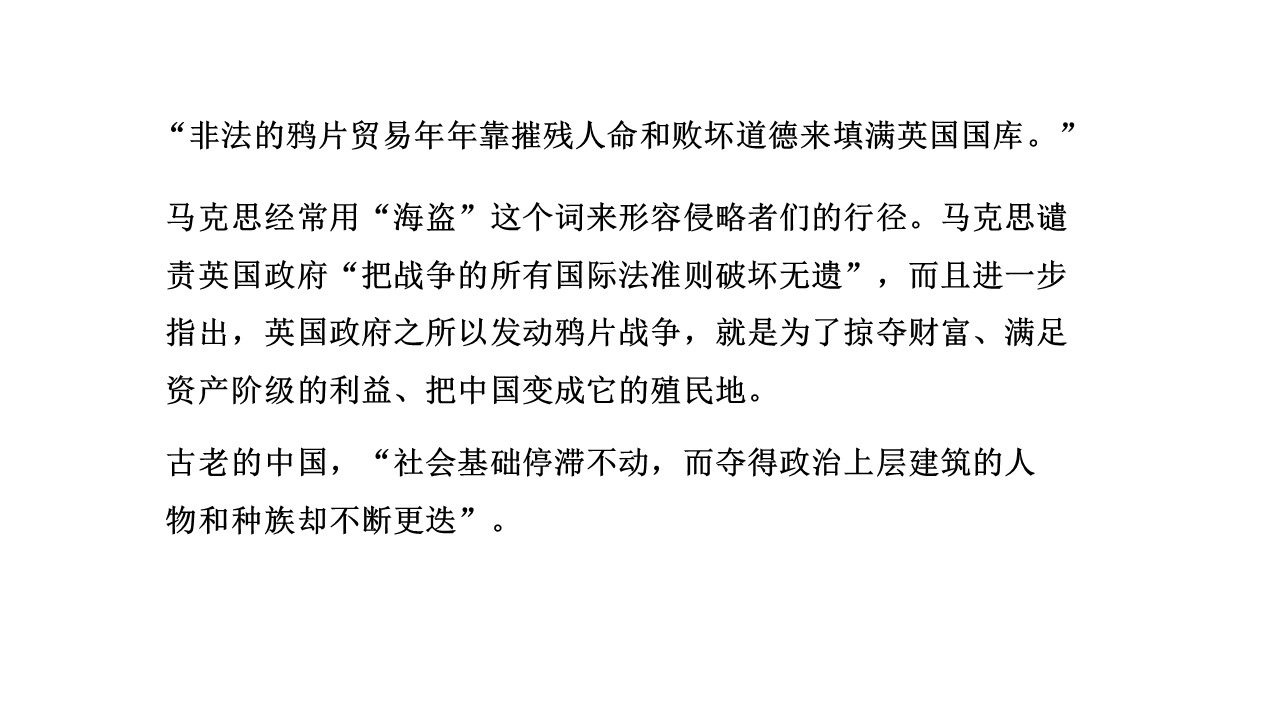 “非法的鸦片贸易年年靠摧残人命和败坏道德来填满英国国库。”
马克思经常用“海盗”这个词来形容侵略者们的行径。马克思谴
责英国政府“把战争的所有国际法准则破坏无遗”，而且进一步
指出，英国政府之所以发动鸦片战争，就是为了掠夺财富、满足
资产阶级的利益、把中国变成它的殖民地。
古老的中国，“社会基础停滞不动，而夺得政治上层建筑的人
物和种族却不断更迭”。